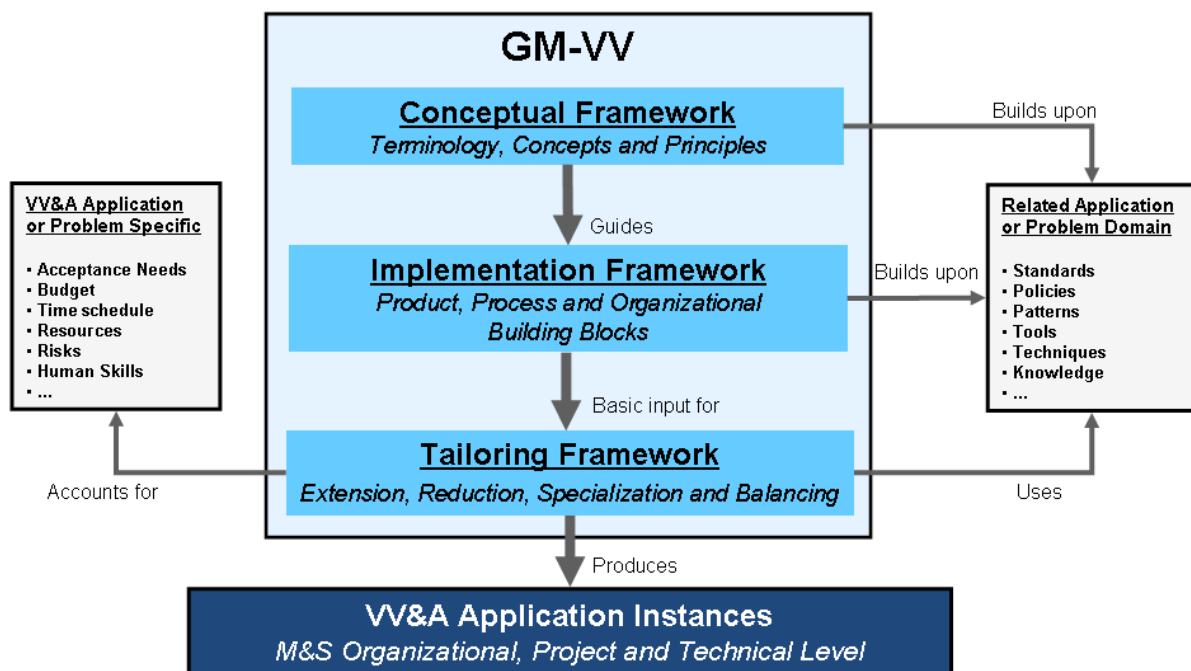 GM-VV
Conceptual Framework
Terminology, Concepts and Principles
Builds upon
VV&A Application
or Problem Specific
• Acceptance Needs
• Budget
• Time schedule
• Resources
• Risks
• Human Skills
• ...
Guides
Implementation Framework
Product, Process and Organizational
Building Blocks
Builds upon
Related Application
or Problem Domain
• Standards
• Policies
• Patterns
• Tools
• Techniques
• Knowledge
• ...
Basic input for
Tailoring Framework
Extension, Reduction, Specialization and Balancing
Accounts for
Uses
Produces
VV&A Application Instances
M&S Organizational, Project and Technical Level